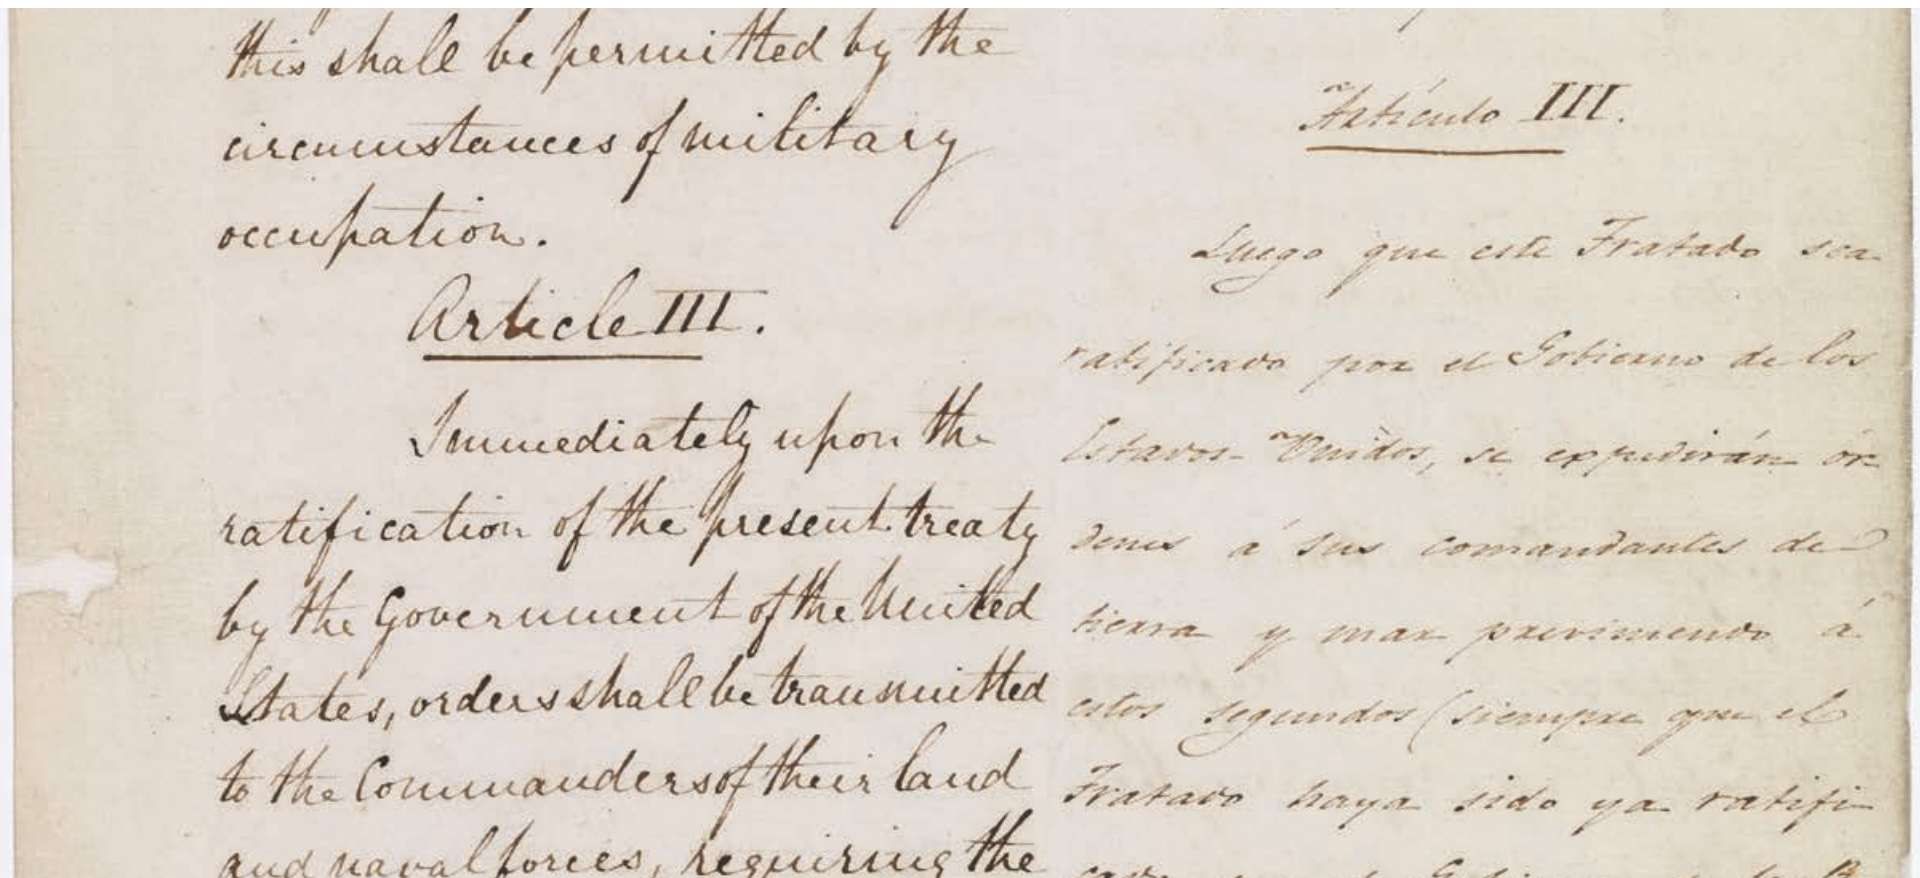 this shall be permitted by the
circumstances of military
occupation.
Article III.
Immediately upon the
ratification of the present treaty
by the Government of the United
States, orders shall be transmitted
to the Commanders of their land
and naval forces, requiring the
Artículo III.
Luego que este Tratado sea
ratificado por el Gobierno de los
Estados-Unidos, se expedirán ór
denes á sus comandantes de
tierra y mar previniendo á
estos segundos (siempre que el
Tratado haya sido ya ratifi